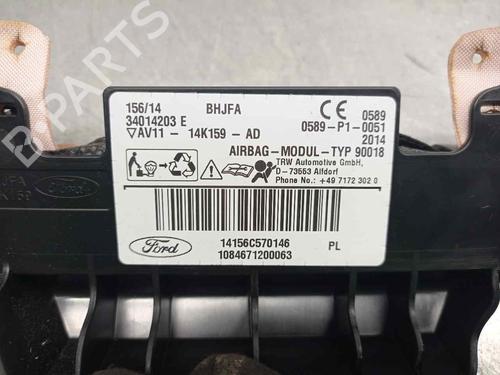 B-PARTS
156/14 BHJFA
34014203 E
▽AV11 - 14K159 - AD
CE 0589
0589-P1-0051
2014
AIRBAG-MODUL-TYP 90018
TRW Automotive GmbH,
D-73553 Alfdorf
Phone No.: +49 7172 302 0
Ford
14156C570146 PL
1084671200063